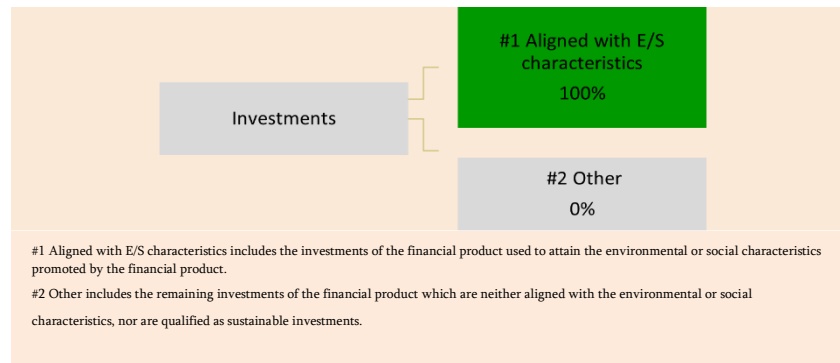 #1 Aligned with E/S
characteristics
100%
Investments
#2 Other
0%
#1 Aligned with E/S characteristics includes the investments of the financial product used to attain the environmental or social characteristics
promoted by the financial product.
#2 Other includes the remaining investments of the financial product which are neither aligned with the environmental or social
characteristics, nor are qualified as sustainable investments.